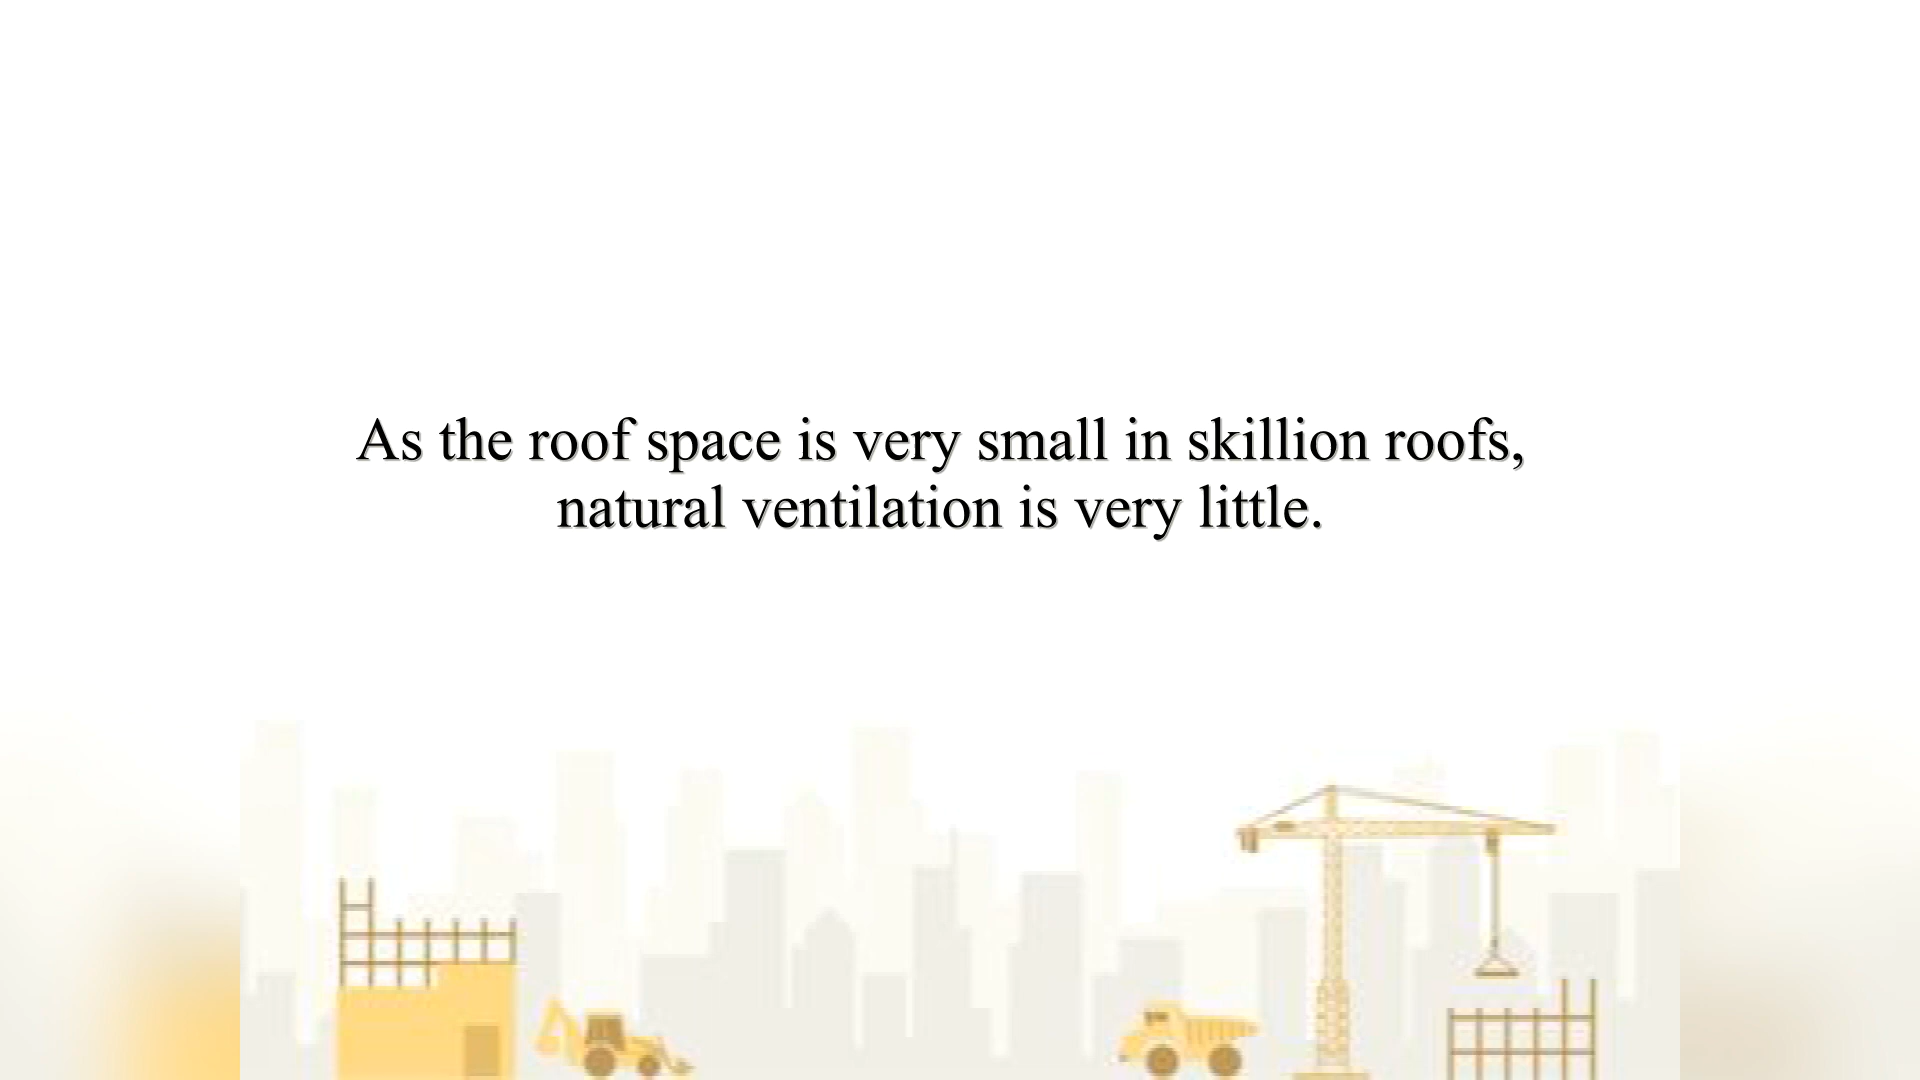 As the roof space is very small in skillion roofs,
natural ventilation is very little.